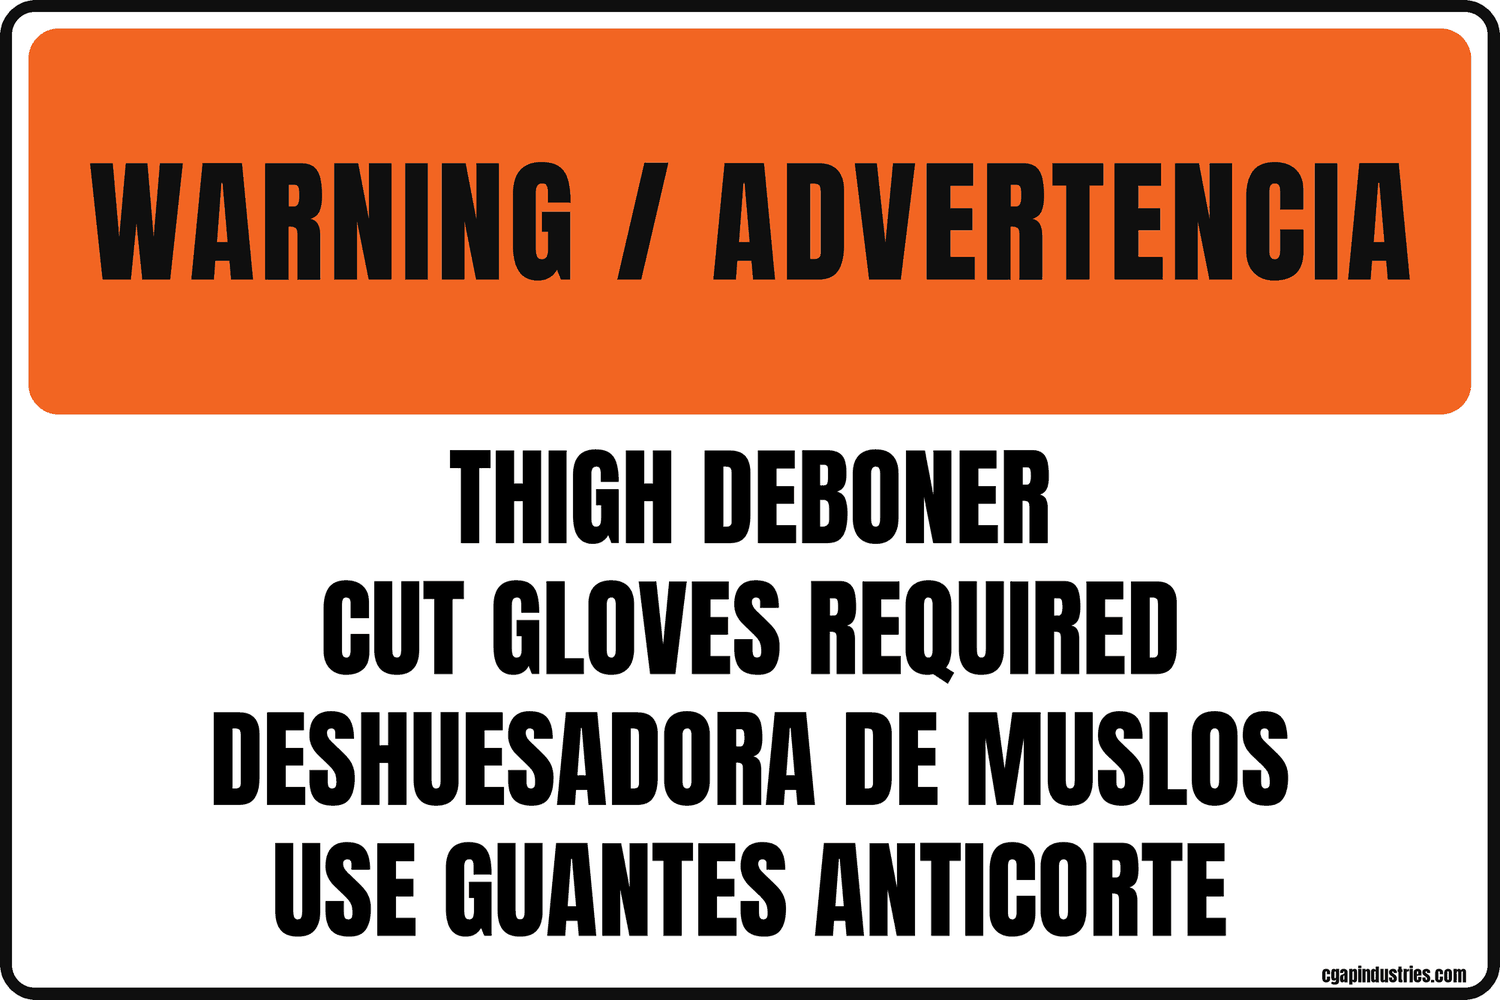 WARNING / ADVERTENCIA
THIGH DEBONER
CUT GLOVES REQUIRED
DESHUESADORA DE MUSLOS
USE GUANTES ANTICORTE
cgapindustries.com